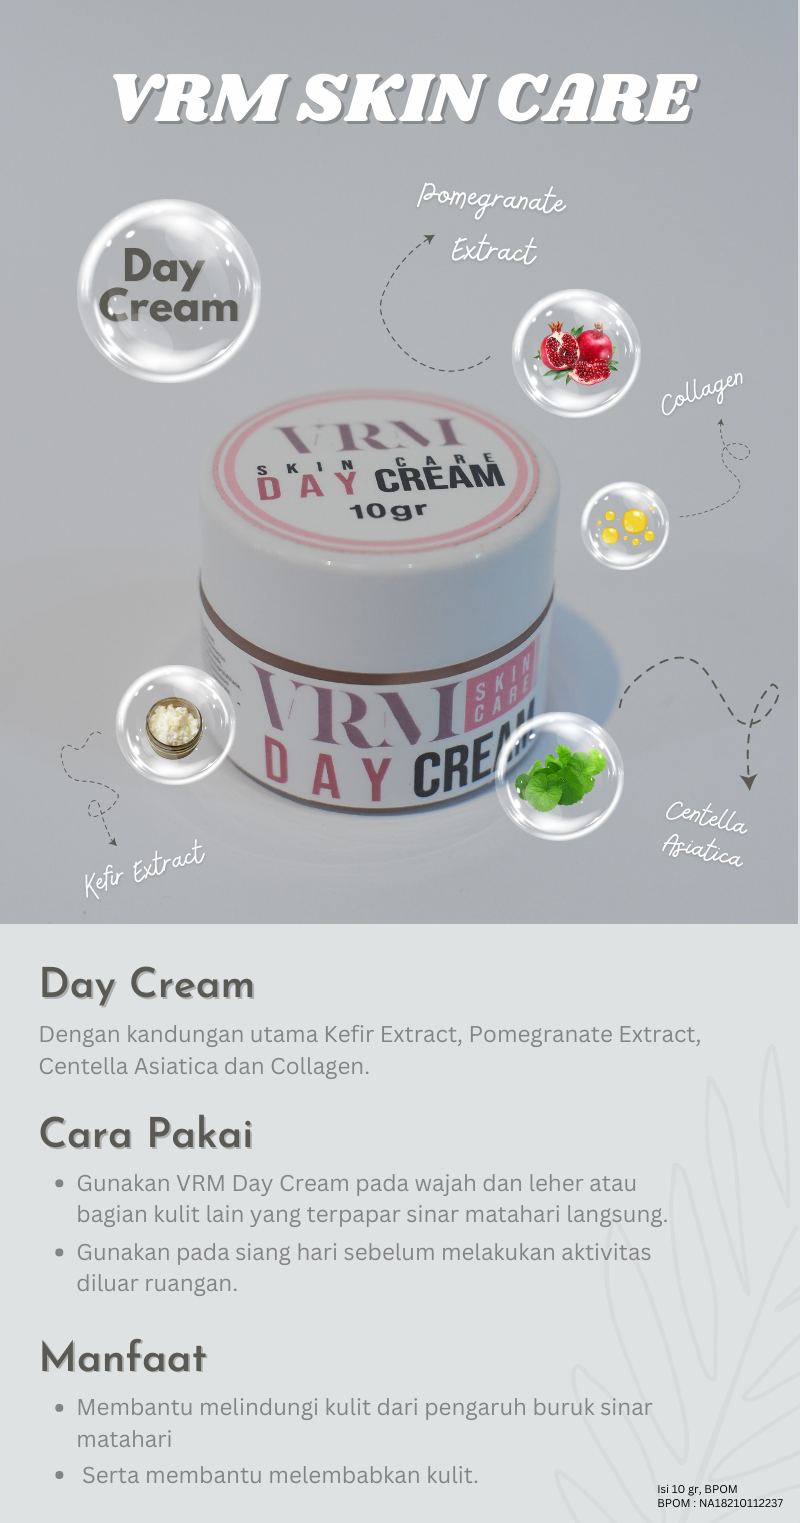 VRM SKIN CARE
Day
Cream
Pomegranate
Extract
Collagen
VRM
SKIN CARE
DAY CREAM
10gr
VRM
SKIN
CARE
DAY CREAM
Centella
Asiatica
Kefir Extract
Day Cream
Dengan kandungan utama Kefir Extract, Pomegranate Extract,
Centella Asiatica dan Collagen.
Cara Pakai
• Gunakan VRM Day Cream pada wajah dan leher atau
bagian kulit lain yang terpapar sinar matahari langsung.
• Gunakan pada siang hari sebelum melakukan aktivitas
diluar ruangan.
Manfaat
• Membantu melindungi kulit dari pengaruh buruk sinar
matahari
• Serta membantu melembabkan kulit.
Isi 10 gr, BPOM
BPOM : NA18210112237